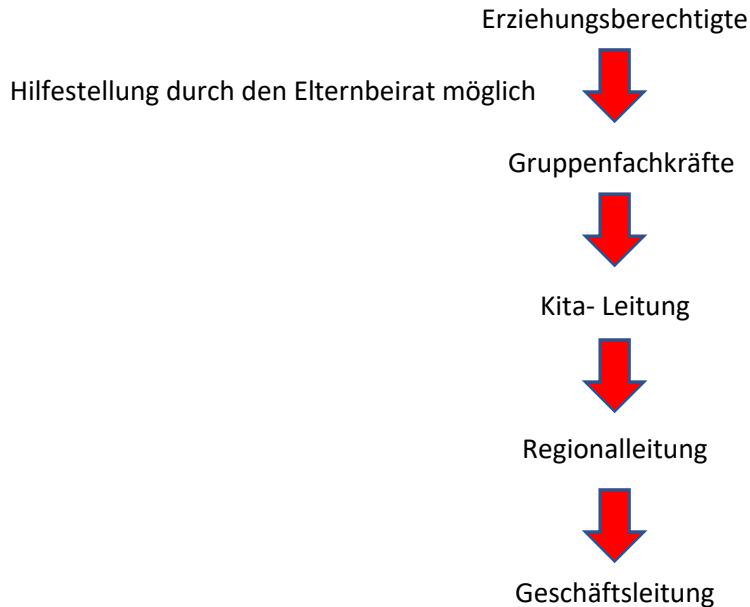 Erziehungsberechtigte
Hilfestellung durch den Elternbeirat möglich
Gruppenfachkräfte
Kita- Leitung
Regionalleitung
Geschäftsleitung